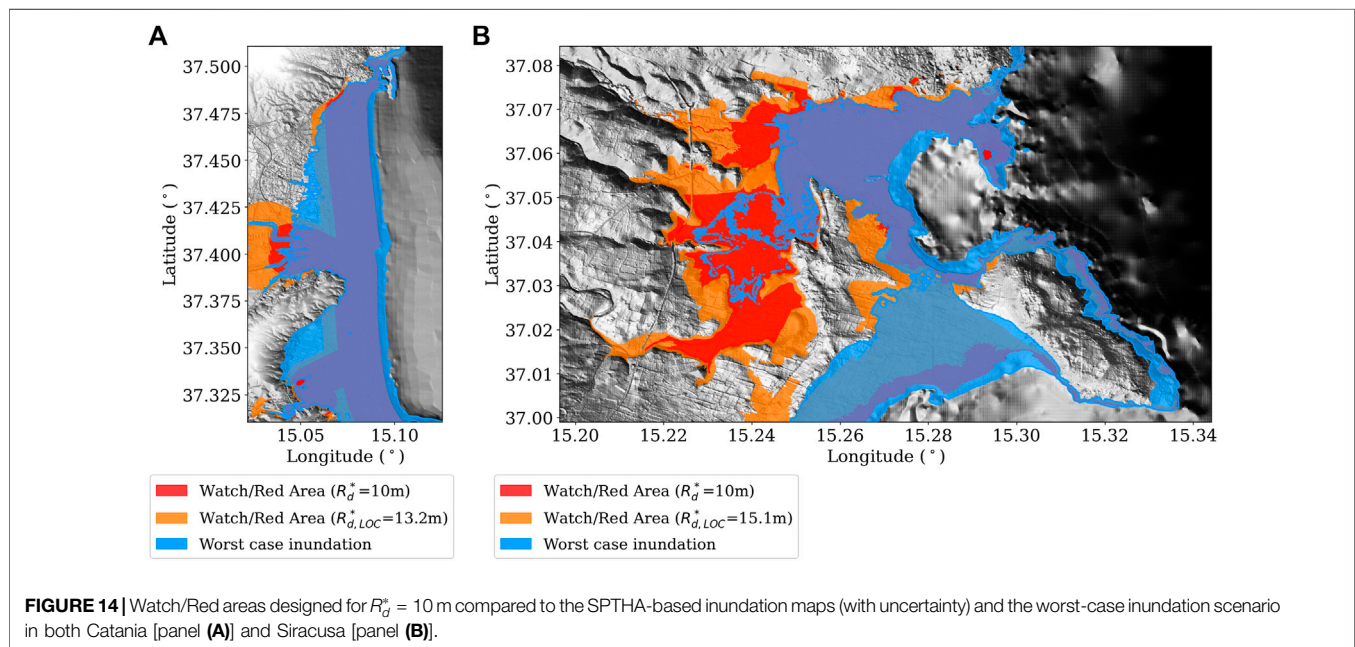 A
37.500
37.475
37.450
37.425
37.400
37.375
37.350
37.325
Latitude (°)
15.05 15.10
Longitude (°)
Watch/Red Area (R*d=10m)
Watch/Red Area (R*d,LOC=13.2m)
Worst case inundation
B
37.08
37.07
37.06
37.05
37.04
37.03
37.02
37.01
37.00
Latitude (°)
15.20 15.22 15.24 15.26 15.28 15.30 15.32 15.34
Longitude (°)
Watch/Red Area (R*d=10m)
Watch/Red Area (R*d,LOC=15.1m)
Worst case inundation
FIGURE 14 | Watch/Red areas designed for R*d = 10 m compared to the SPTHA-based inundation maps (with uncertainty) and the worst-case inundation scenario
in both Catania [panel (A)] and Siracusa [panel (B)].